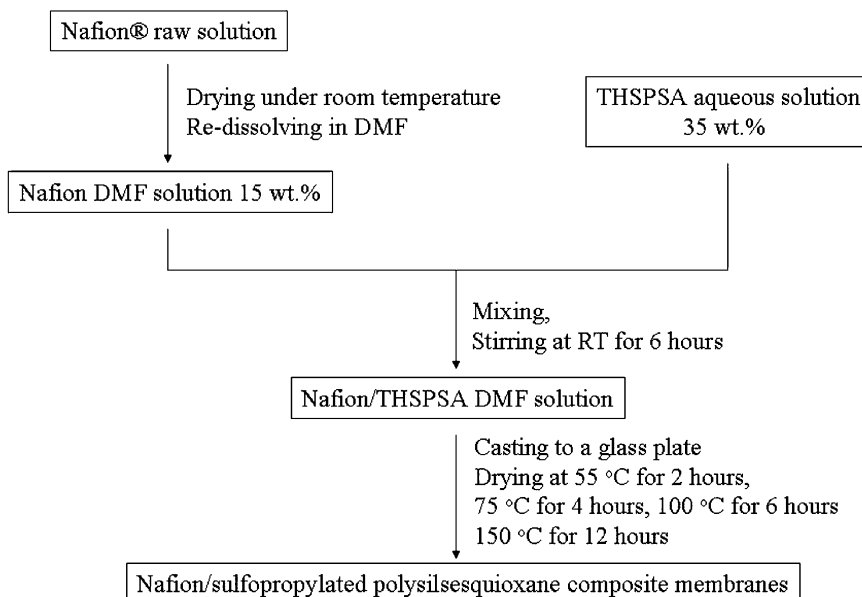 Nafion® raw solution
Drying under room temperature
Re-dissolving in DMF
THSPSA aqueous solution
35 wt.%
Nafion DMF solution 15 wt.%
Mixing,
Stirring at RT for 6 hours
Nafion/THSPSA DMF solution
Casting to a glass plate
Drying at 55 °C for 2 hours,
75 °C for 4 hours, 100 °C for 6 hours
150 °C for 12 hours
Nafion/sulfopropylated polysilsesquioxane composite membranes